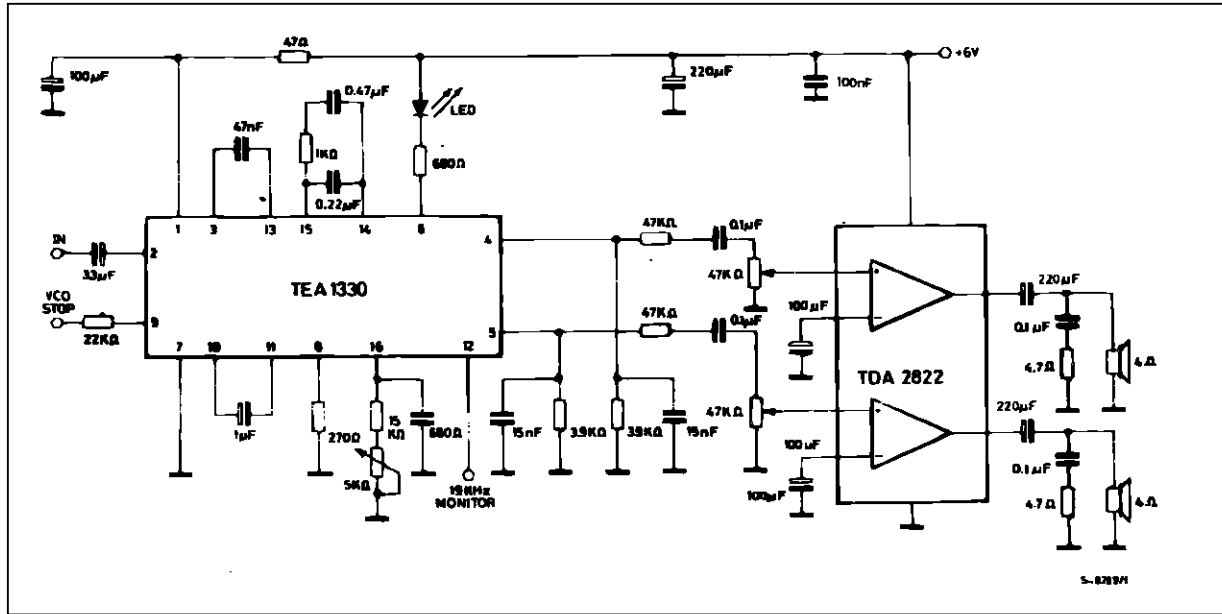 47Ω
+6V
100µF
220µF
100nF
0.47µF
LED
47nF
1KΩ
680Ω
0.22µF
1
3
13
15
14
6
IN
2
3.3µF
TEA1330
4
47KΩ
0.1µF
47KΩ
VCO
STOP
9
22KΩ
5
47KΩ
0.1µF
100µF
220µF
0.1µF
4.7Ω
4Ω
TDA 2822
7
10
11
8
16
12
1µF
270Ω
15
KΩ
680Ω
5KΩ
19KHz
MONITOR
15nF
3.9KΩ
3.9KΩ
15nF
47KΩ
100µF
100µF
220µF
0.1µF
4.7Ω
4Ω